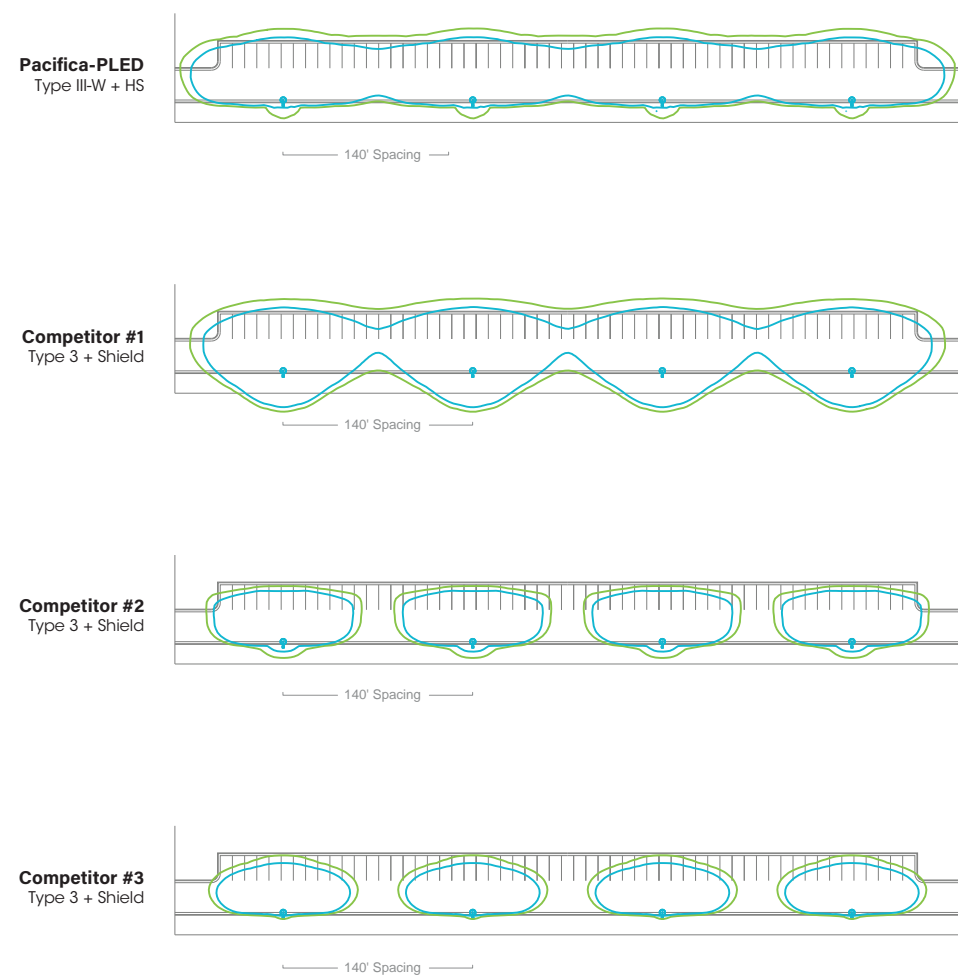 Pacifica-PLED
Type III-W + HS
140' Spacing
Competitor #1
Type 3 + Shield
140' Spacing
Competitor #2
Type 3 + Shield
140' Spacing
Competitor #3
Type 3 + Shield
140' Spacing